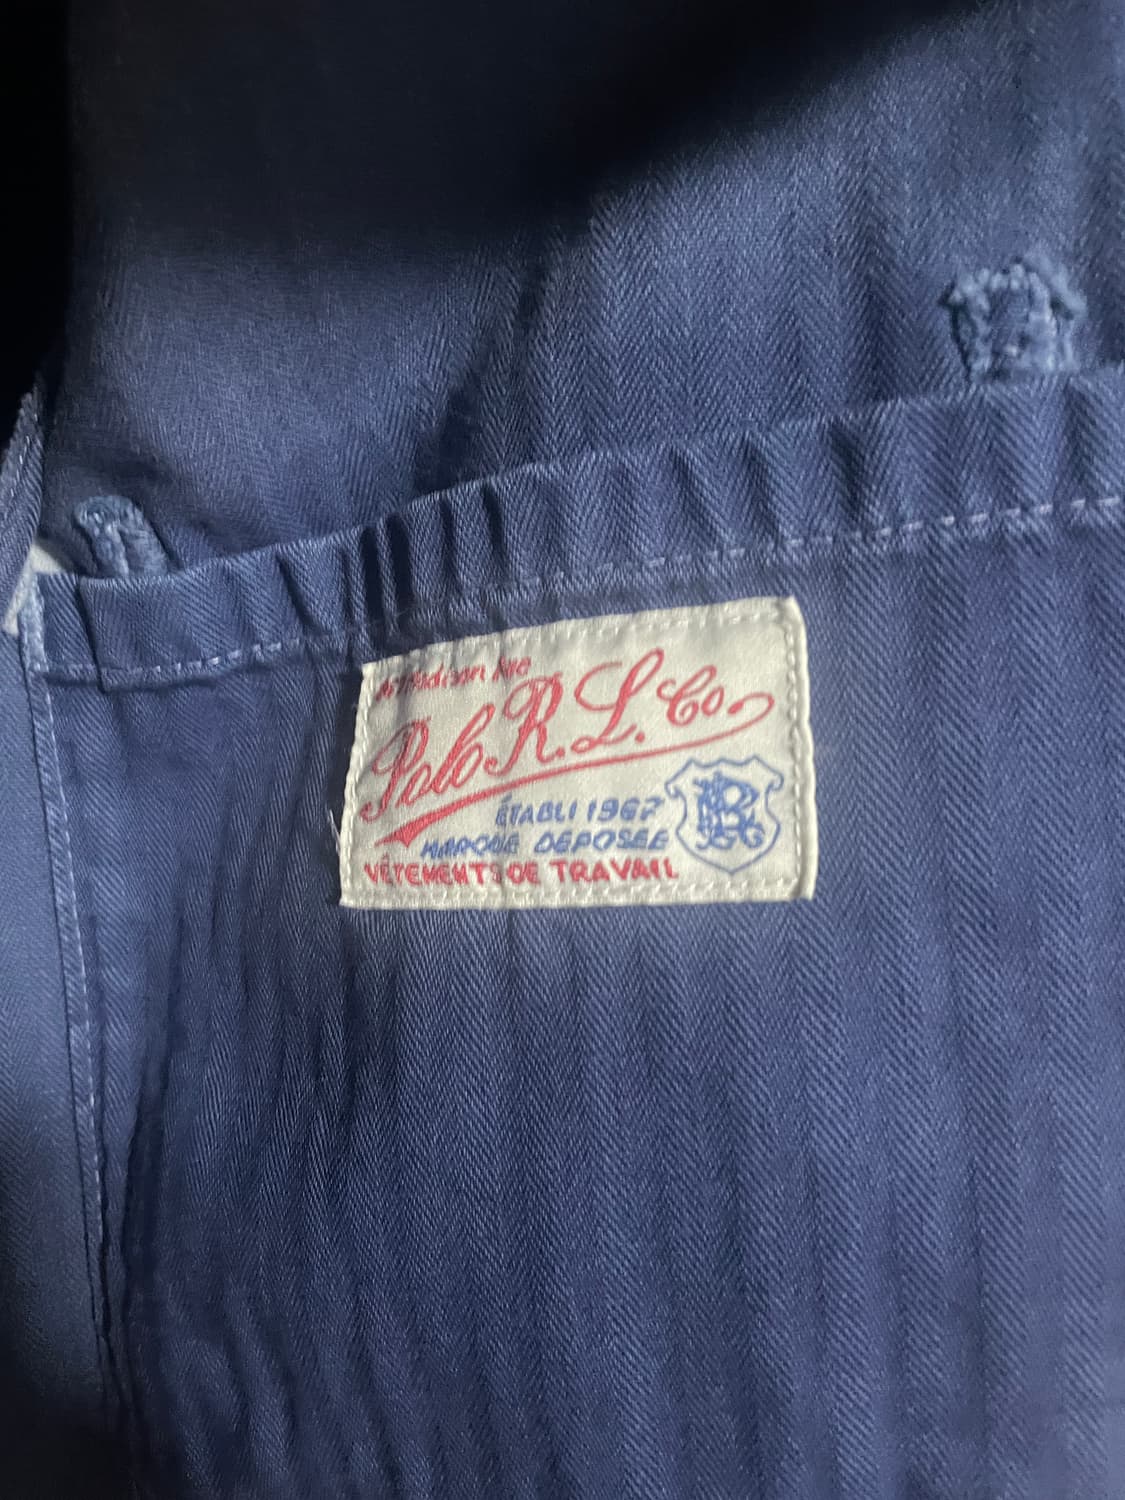 Polo R.L. Co.
ÉTABLI 1967
MARQUE DEPOSÉE
VÊTEMENTS DE TRAVAIL